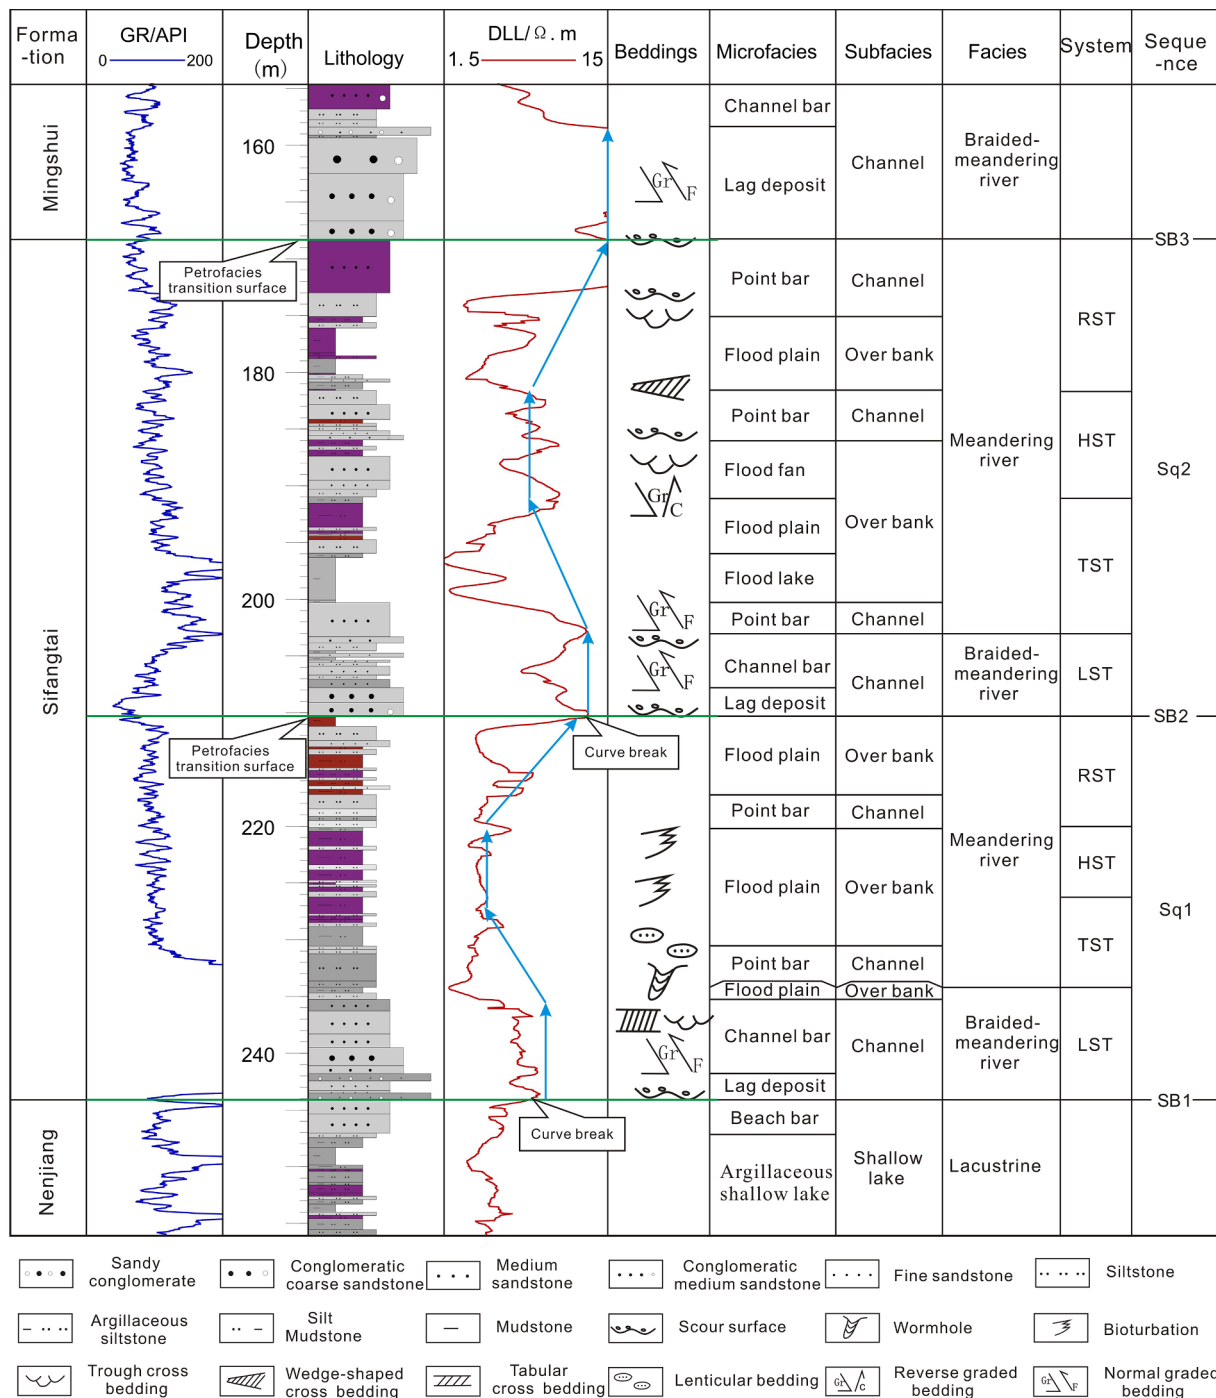 Forma
-tion
GR/API
0 200
Depth
(m)
Lithology
DLL/Ω.m
1.5 15
Beddings
Microfacies
Subfacies
Facies
System
Seque
-nce
Mingshui
160
Gr F
Channel bar
Lag deposit
Channel
Braided-
meandering
river
SB3
Petrofacies
transition surface
Sifangtai
180
200
Gr C
Gr F
Gr F
Point bar
Channel
Flood plain
Over bank
Point bar
Channel
Flood fan
Flood plain
Over bank
Flood lake
Point bar
Channel
Channel bar
Lag deposit
Channel
Meandering
river
Braided-
meandering
river
RST
HST
TST
LST
Sq2
SB2
Petrofacies
transition surface
Curve break
220
240
Gr F
Flood plain
Over bank
Point bar
Channel
Flood plain
Over bank
Point bar
Channel
Flood plain
Over bank
Channel bar
Channel
Lag deposit
Meandering
river
Braided-
meandering
river
RST
HST
TST
LST
Sq1
SB1
Curve break
Nenjiang
Beach bar
Argillaceous
shallow lake
Shallow
lake
Lacustrine
Sandy
conglomerate
Conglomeratic
coarse sandstone
Medium
sandstone
Conglomeratic
medium sandstone
Fine sandstone
Siltstone
Argillaceous
siltstone
Silt
Mudstone
Mudstone
Scour surface
Wormhole
Bioturbation
Trough cross
bedding
Wedge-shaped
cross bedding
Tabular
cross bedding
Lenticular bedding
Gr C
Reverse graded
bedding
Gr F
Normal graded
bedding